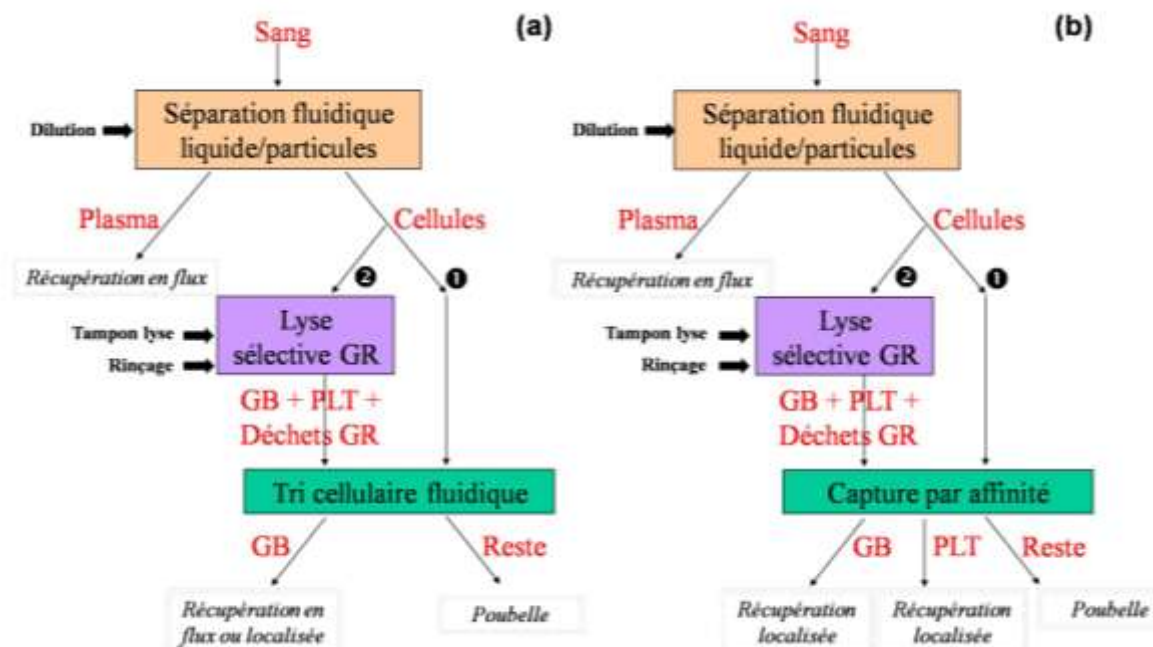 Sang
(a)
Dilution
Séparation fluidique
liquide/particules
Plasma
Cellules
Récupération en flux
❷
❶
Tampon lyse
Rinçage
Lyse
sélective GR
GB + PLT +
Déchets GR
Tri cellulaire fluidique
GB
Reste
Récupération en
flux ou localisée
Poubelle
Sang
(b)
Dilution
Séparation fluidique
liquide/particules
Plasma
Cellules
Récupération en flux
❷
❶
Tampon lyse
Rinçage
Lyse
sélective GR
GB + PLT +
Déchets GR
Capture par affinité
GB
PLT
Reste
Récupération
localisée
Récupération
localisée
Poubelle